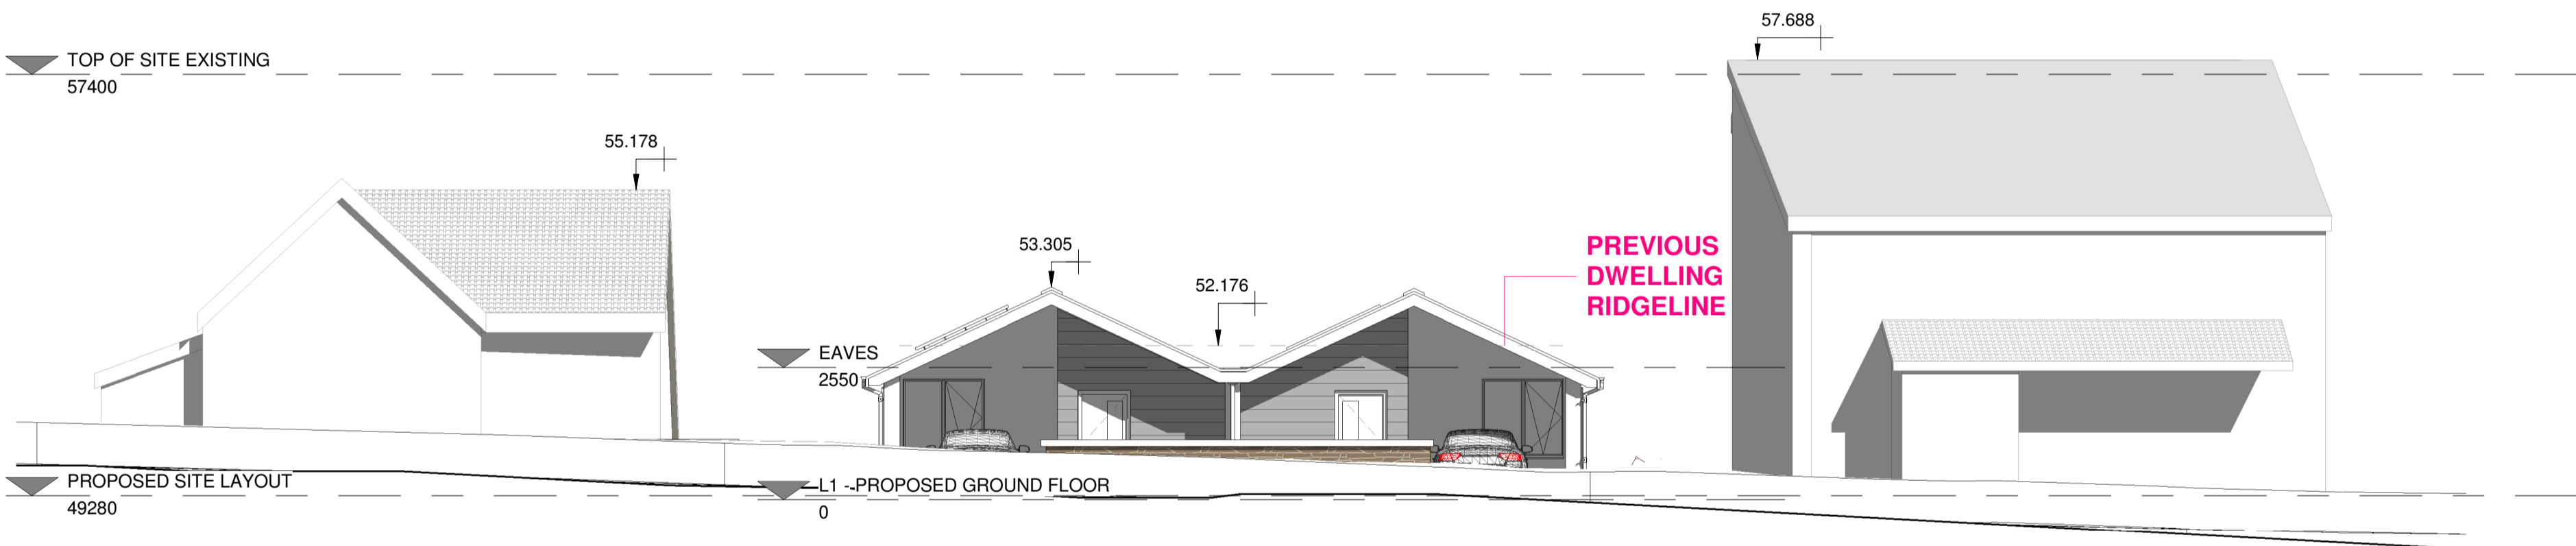 57.688
TOP OF SITE EXISTING
57400
55.178
53.305
52.176
PREVIOUS
DWELLING
RIDGELINE
EAVES
2550
PROPOSED SITE LAYOUT
49280
L1 - PROPOSED GROUND FLOOR
0